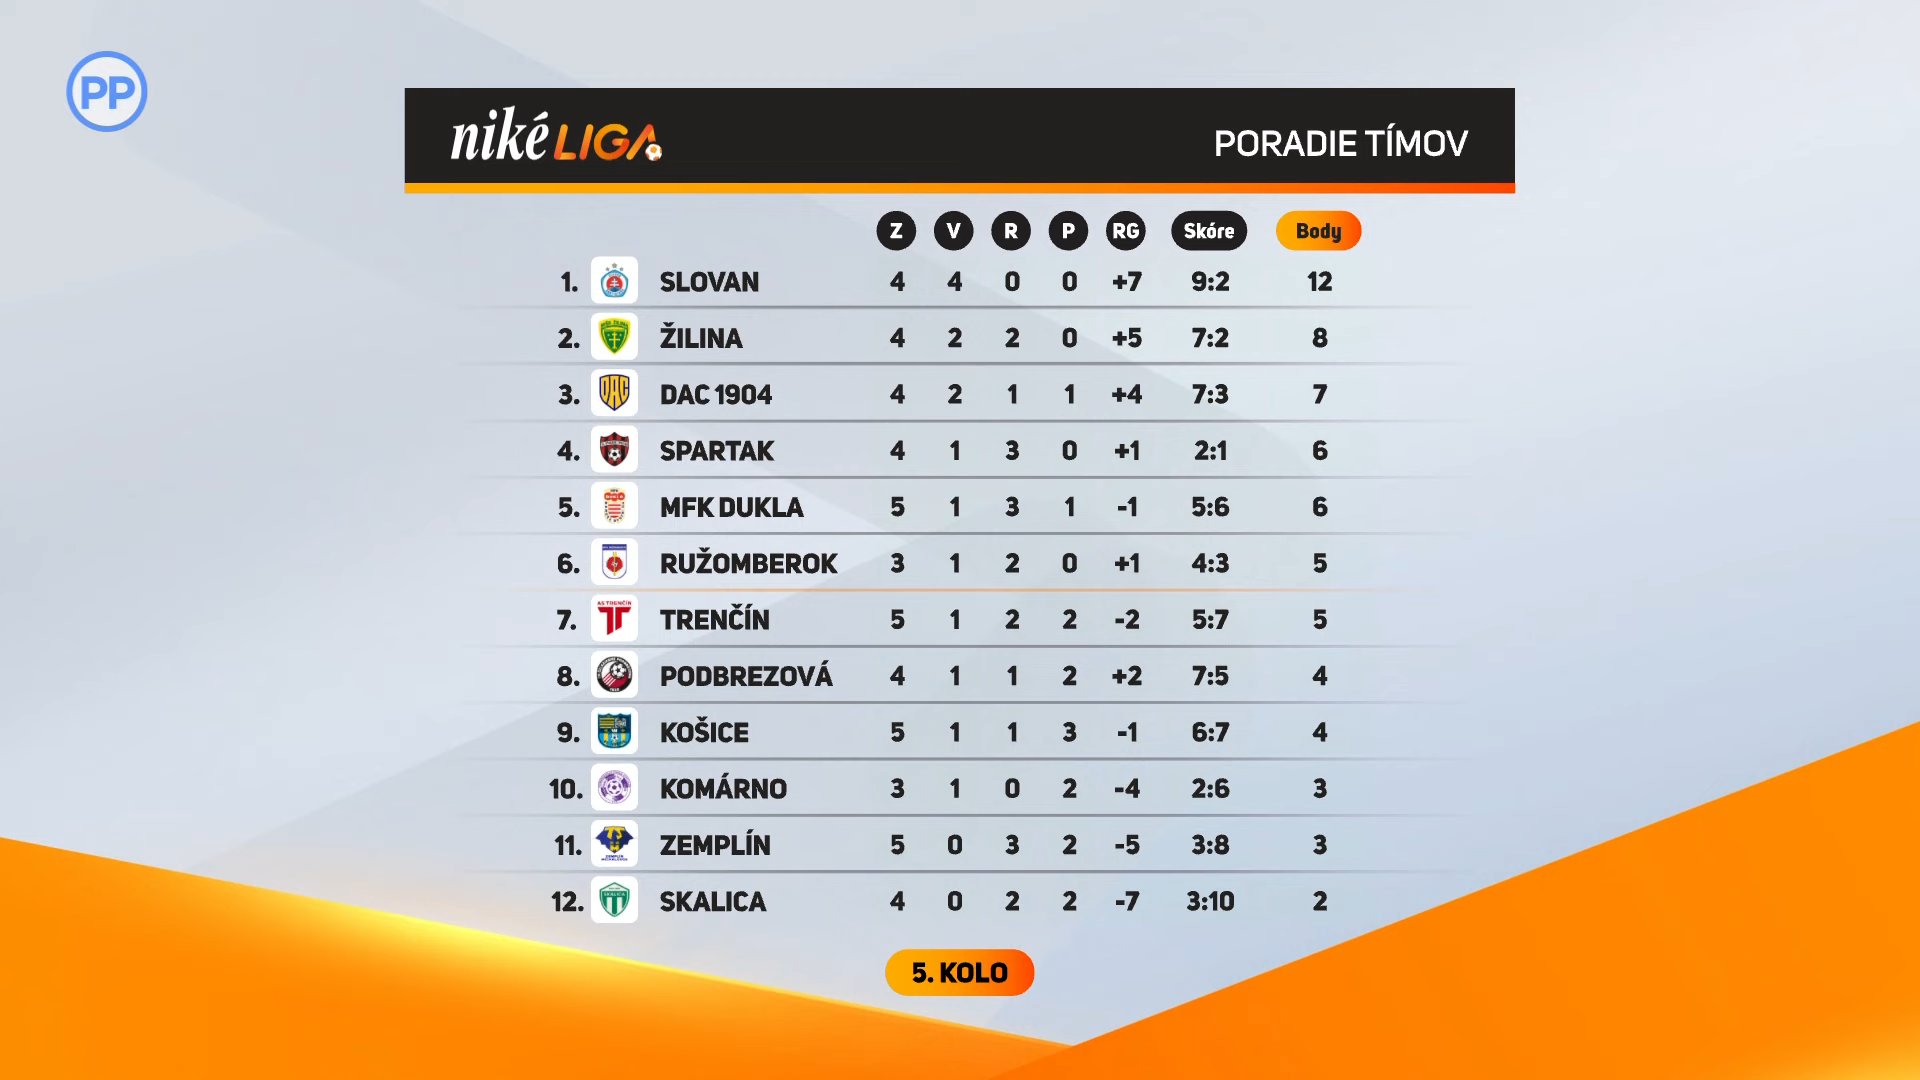 PP
niké LIGA
PORADIE TÍMOV
Z V R P RG Skóre Body
1. SLOVAN 4 4 0 0 +7 9:2 12
2. ŽILINA 4 2 2 0 +5 7:2 8
3. DAC DAC 1904 4 2 1 1 +4 7:3 7
4. SPARTAK 4 1 3 0 +1 2:1 6
5. MFK DUKLA 5 1 3 1 -1 5:6 6
6. RUŽOMBEROK 3 1 2 0 +1 4:3 5
7. AS TRENČÍN TRENČÍN 5 1 2 2 -2 5:7 5
8. PODBREZOVÁ 4 1 1 2 +2 7:5 4
9. KOŠICE 5 1 1 3 -1 6:7 4
10. KOMÁRNO 3 1 0 2 -4 2:6 3
11. ZEMPLÍN 5 0 3 2 -5 3:8 3
12. SKALICA SKALICA 4 0 2 2 -7 3:10 2
5. KOLO